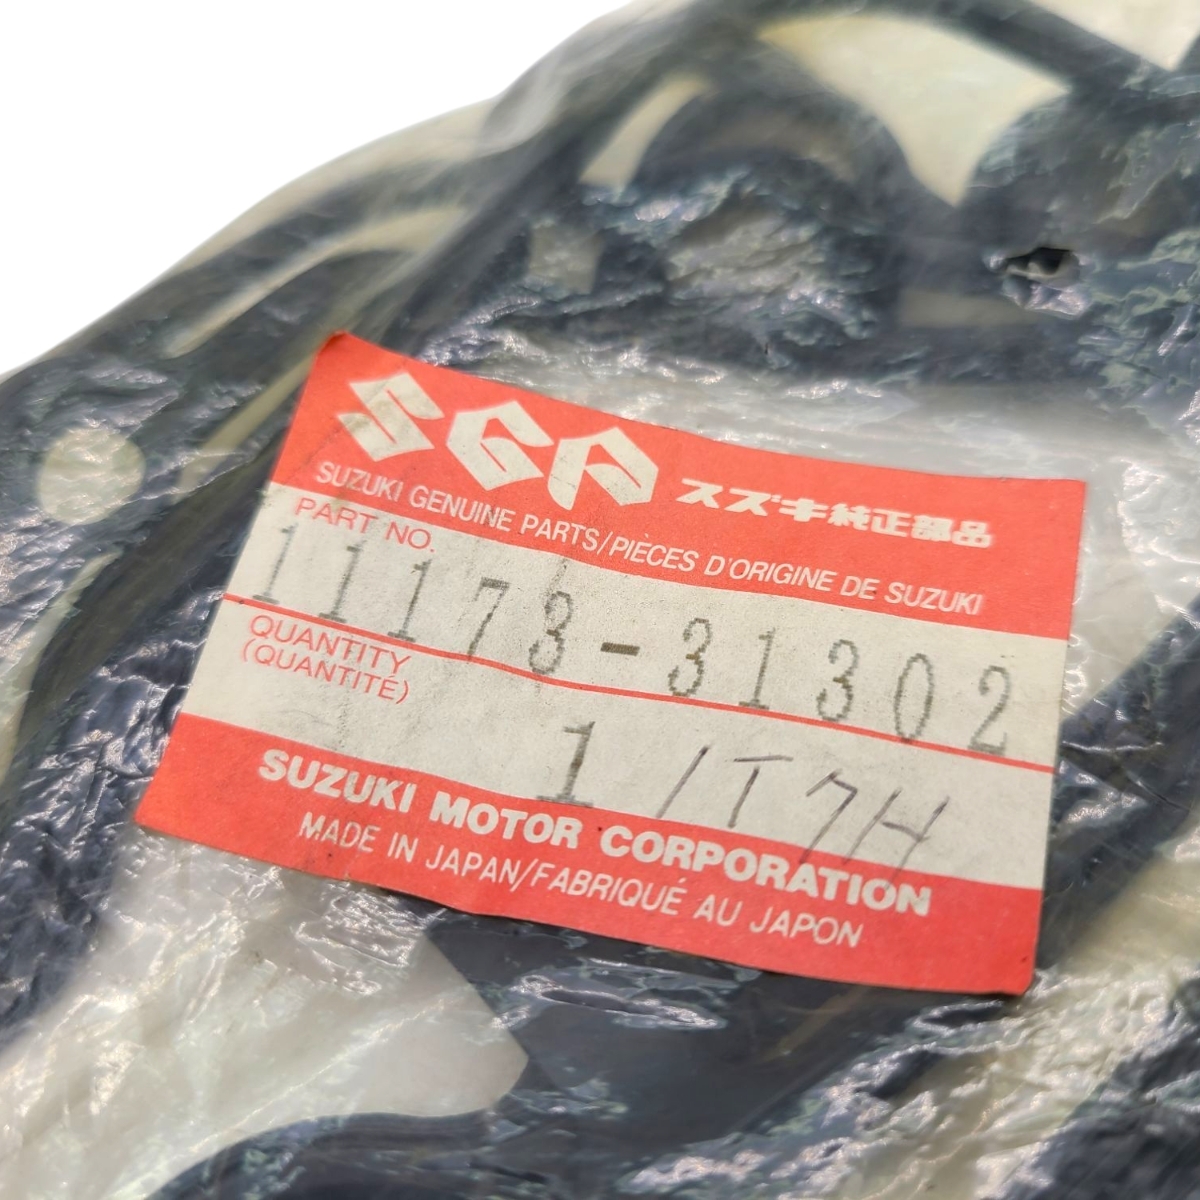 SGP スズキ純正部品
SUZUKI GENUINE PARTS/PIÈCES D'ORIGINE DE SUZUKI
PART NO.
11173-31302
QUANTITY
(QUANTITÉ)
1 / T 7H
SUZUKI MOTOR CORPORATION
MADE IN JAPAN/FABRIQUÉ AU JAPON